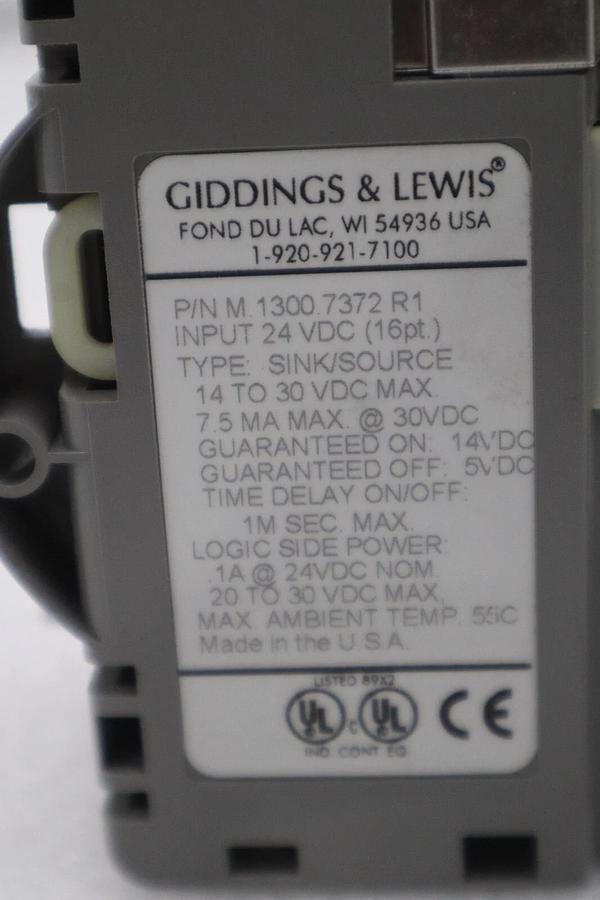 GIDDINGS & LEWIS®
FOND DU LAC, WI 54936 USA
1-920-921-7100
P/N M.1300.7372 R1
INPUT 24 VDC (16pt.)
TYPE: SINK/SOURCE
14 TO 30 VDC MAX.
7.5 MA MAX. @ 30VDC
GUARANTEED ON: 14VDC
GUARANTEED OFF: 5VDC
TIME DELAY ON/OFF:
1M SEC. MAX.
LOGIC SIDE POWER:
.1A @ 24VDC NOM.
20 TO 30 VDC MAX.
MAX. AMBIENT TEMP. 55C
Made in the U.S.A.
LISTED 89X2
UL c UL CE
IND. CONT. EQ.